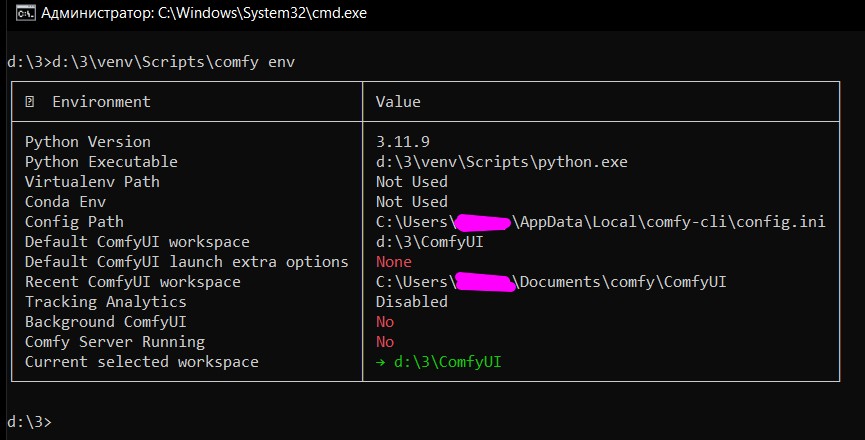 Администратор: C:\Windows\System32\cmd.exe
d:\3>d:\3\venv\Scripts\comfy env
Environment Value
Python Version 3.11.9
Python Executable d:\3\venv\Scripts\python.exe
Virtualenv Path Not Used
Conda Env Not Used
Config Path C:\Users\ \AppData\Local\comfy-cli\config.ini
Default ComfyUI workspace d:\3\ComfyUI
Default ComfyUI launch extra options None
Recent ComfyUI workspace C:\Users\ \Documents\comfy\ComfyUI
Tracking Analytics Disabled
Background ComfyUI No
Comfy Server Running No
Current selected workspace → d:\3\ComfyUI
d:\3>